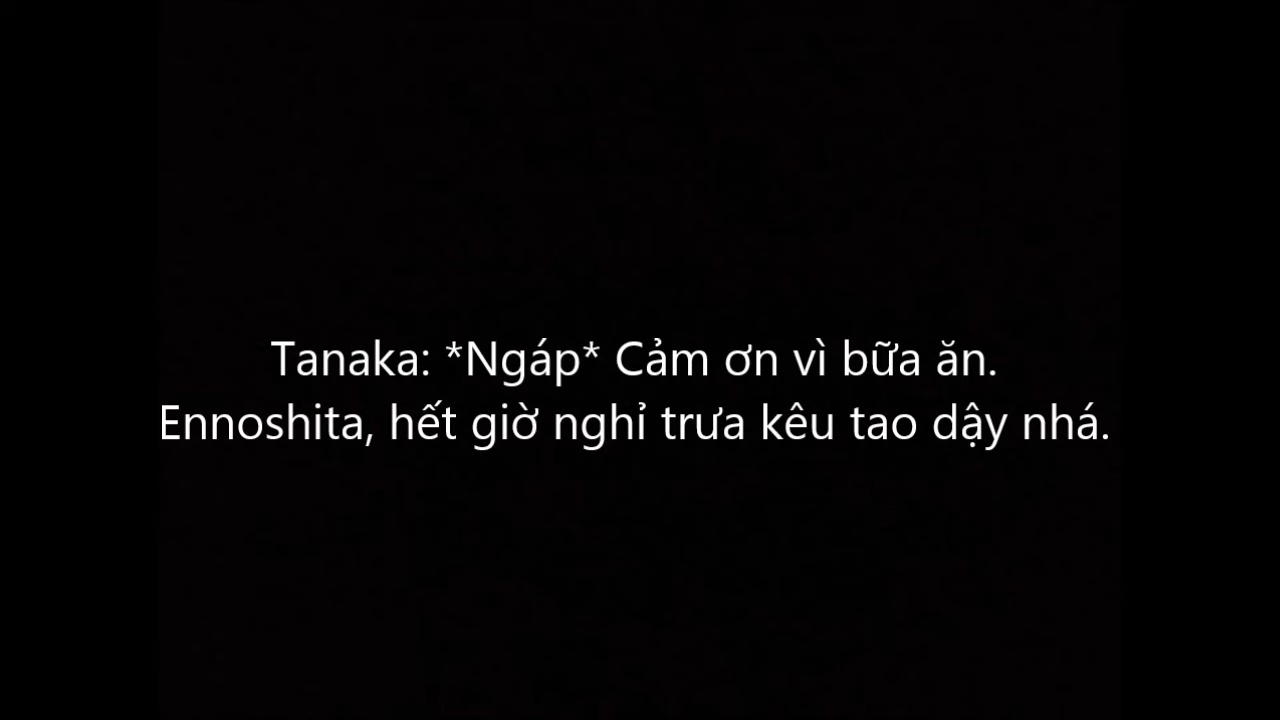 Tanaka: *Ngáp* Cảm ơn vì bữa ăn.
Ennoshita, hết giờ nghỉ trưa kêu tao dậy nhá.